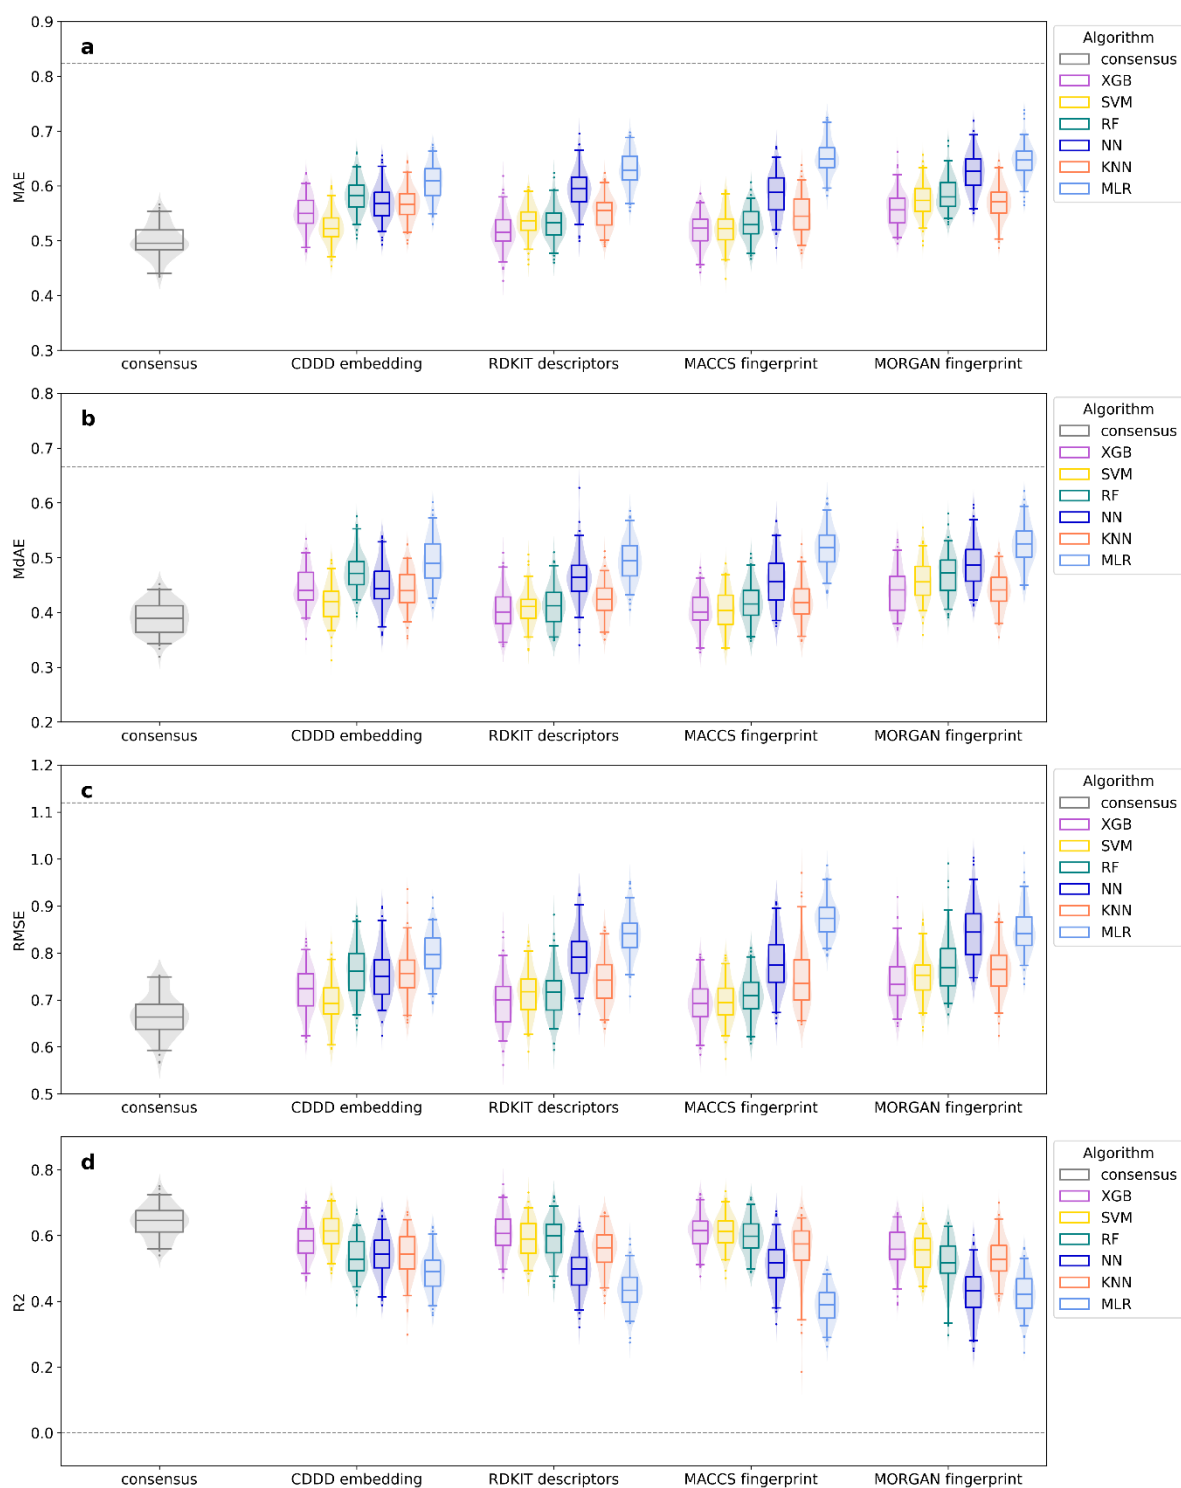 a
0.9
0.8
0.7
0.6
0.5
0.4
0.3
MAE
consensus
CDDD embedding
RDKIT descriptors
MACCS fingerprint
MORGAN fingerprint
Algorithm
consensus
XGB
SVM
RF
NN
KNN
MLR
b
0.8
0.7
0.6
0.5
0.4
0.3
0.2
MdAE
consensus
CDDD embedding
RDKIT descriptors
MACCS fingerprint
MORGAN fingerprint
Algorithm
consensus
XGB
SVM
RF
NN
KNN
MLR
c
1.2
1.1
1.0
0.9
0.8
0.7
0.6
0.5
RMSE
consensus
CDDD embedding
RDKIT descriptors
MACCS fingerprint
MORGAN fingerprint
Algorithm
consensus
XGB
SVM
RF
NN
KNN
MLR
d
0.8
0.6
0.4
0.2
0.0
R2
consensus
CDDD embedding
RDKIT descriptors
MACCS fingerprint
MORGAN fingerprint
Algorithm
consensus
XGB
SVM
RF
NN
KNN
MLR